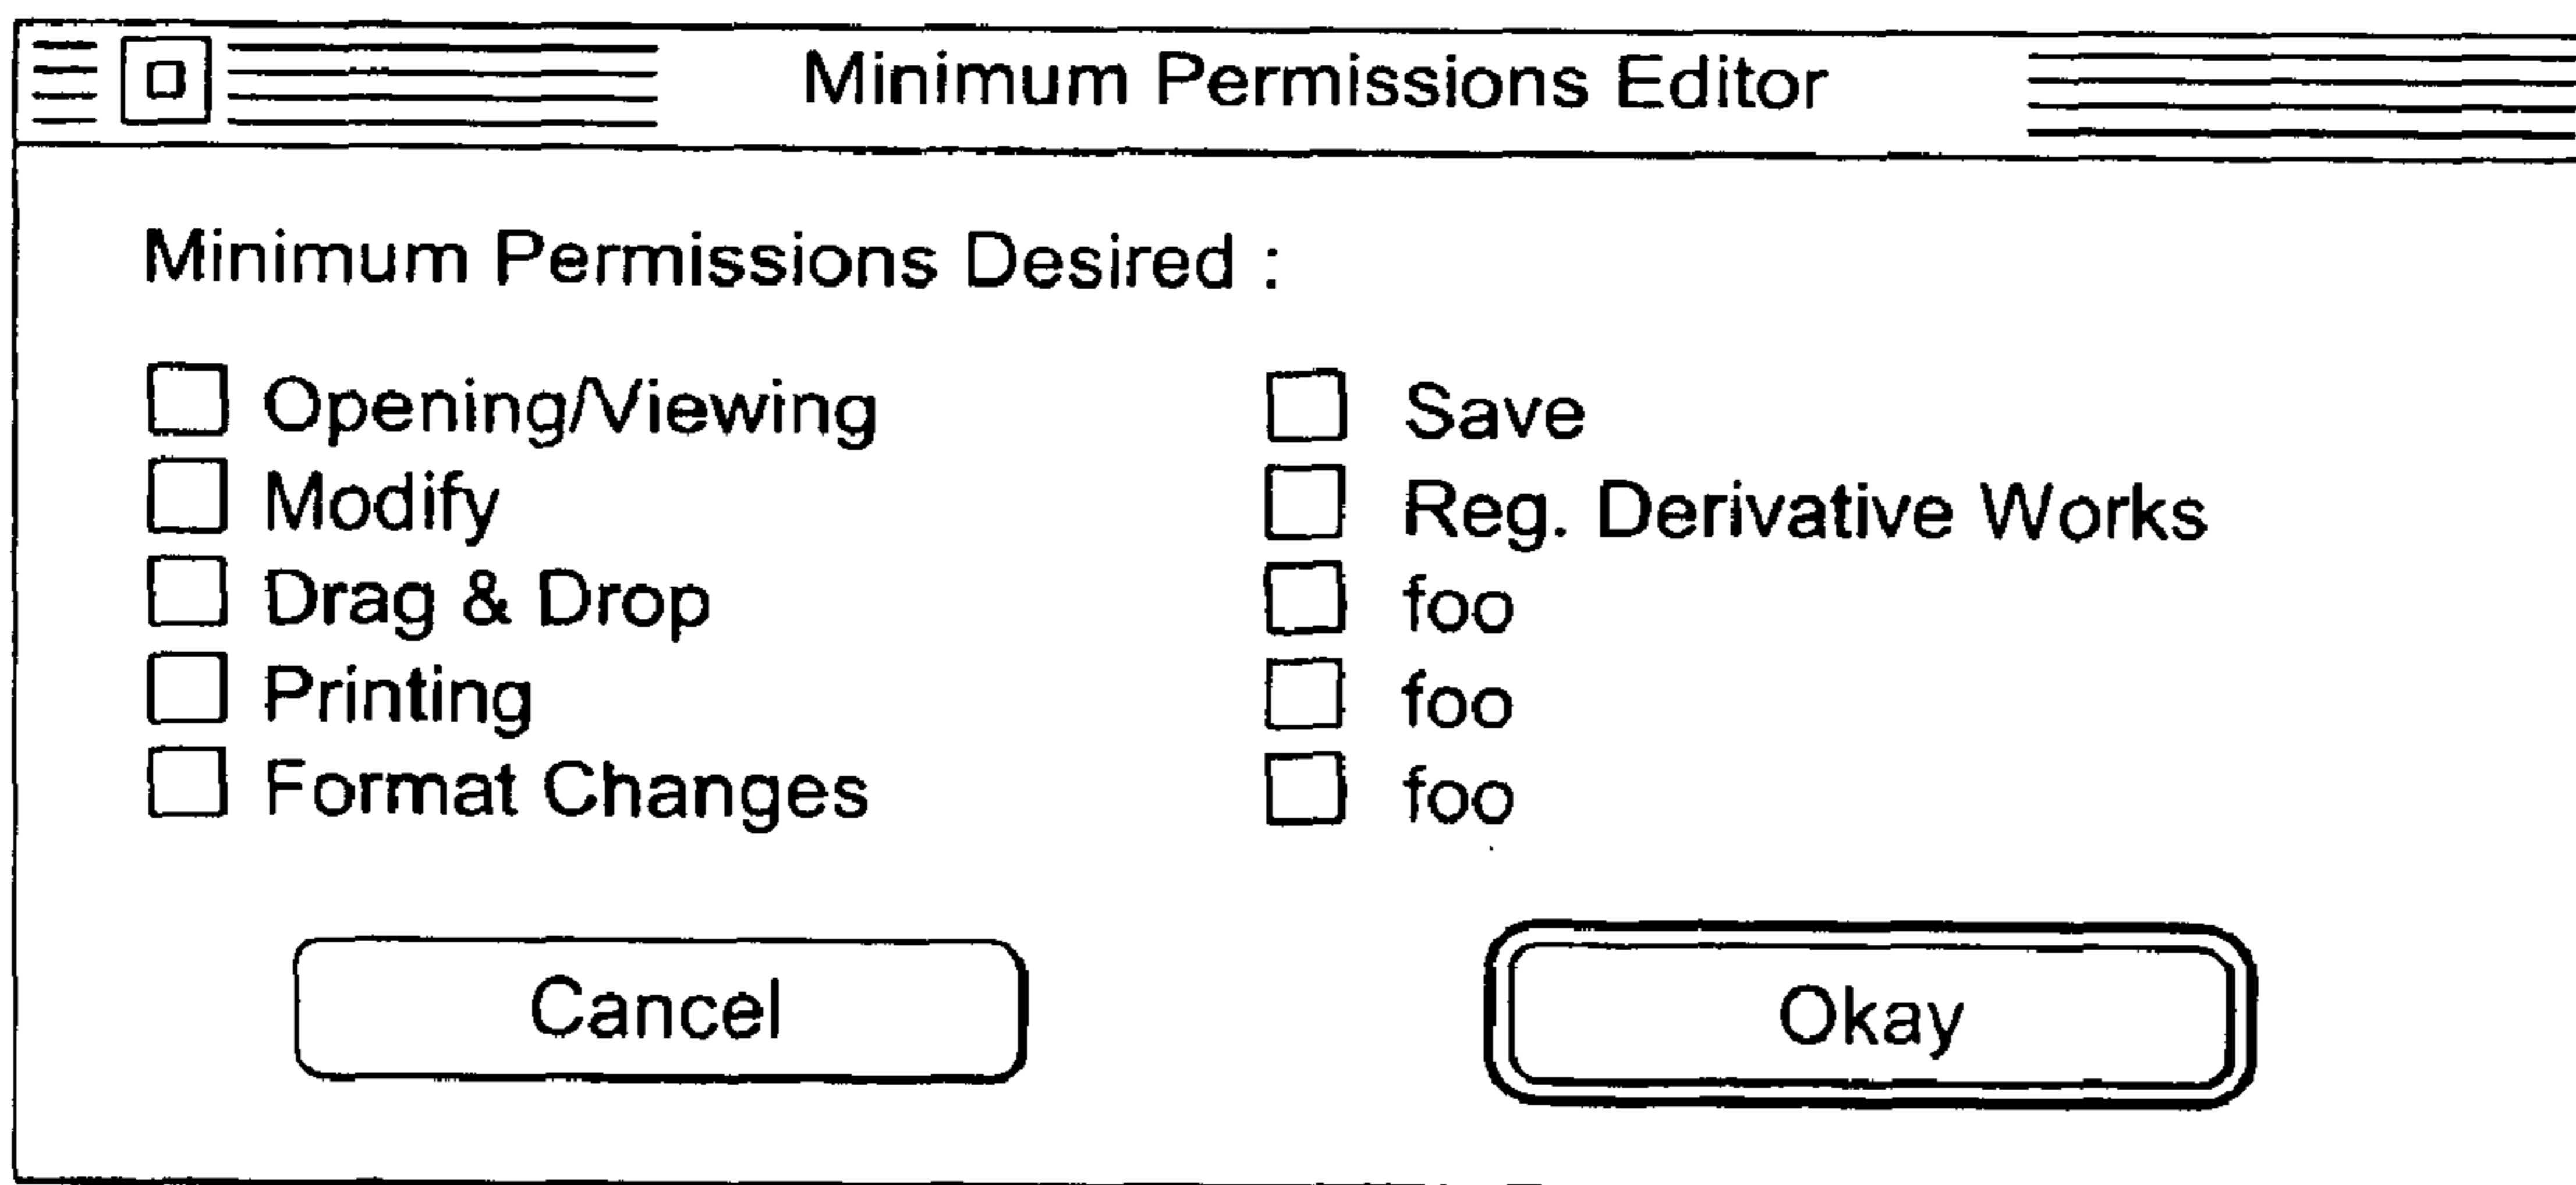 Minimum Permissions Editor
Minimum Permissions Desired :
Opening/Viewing
Modify
Drag & Drop
Printing
Format Changes
Save
Reg. Derivative Works
foo
foo
foo
Cancel
Okay